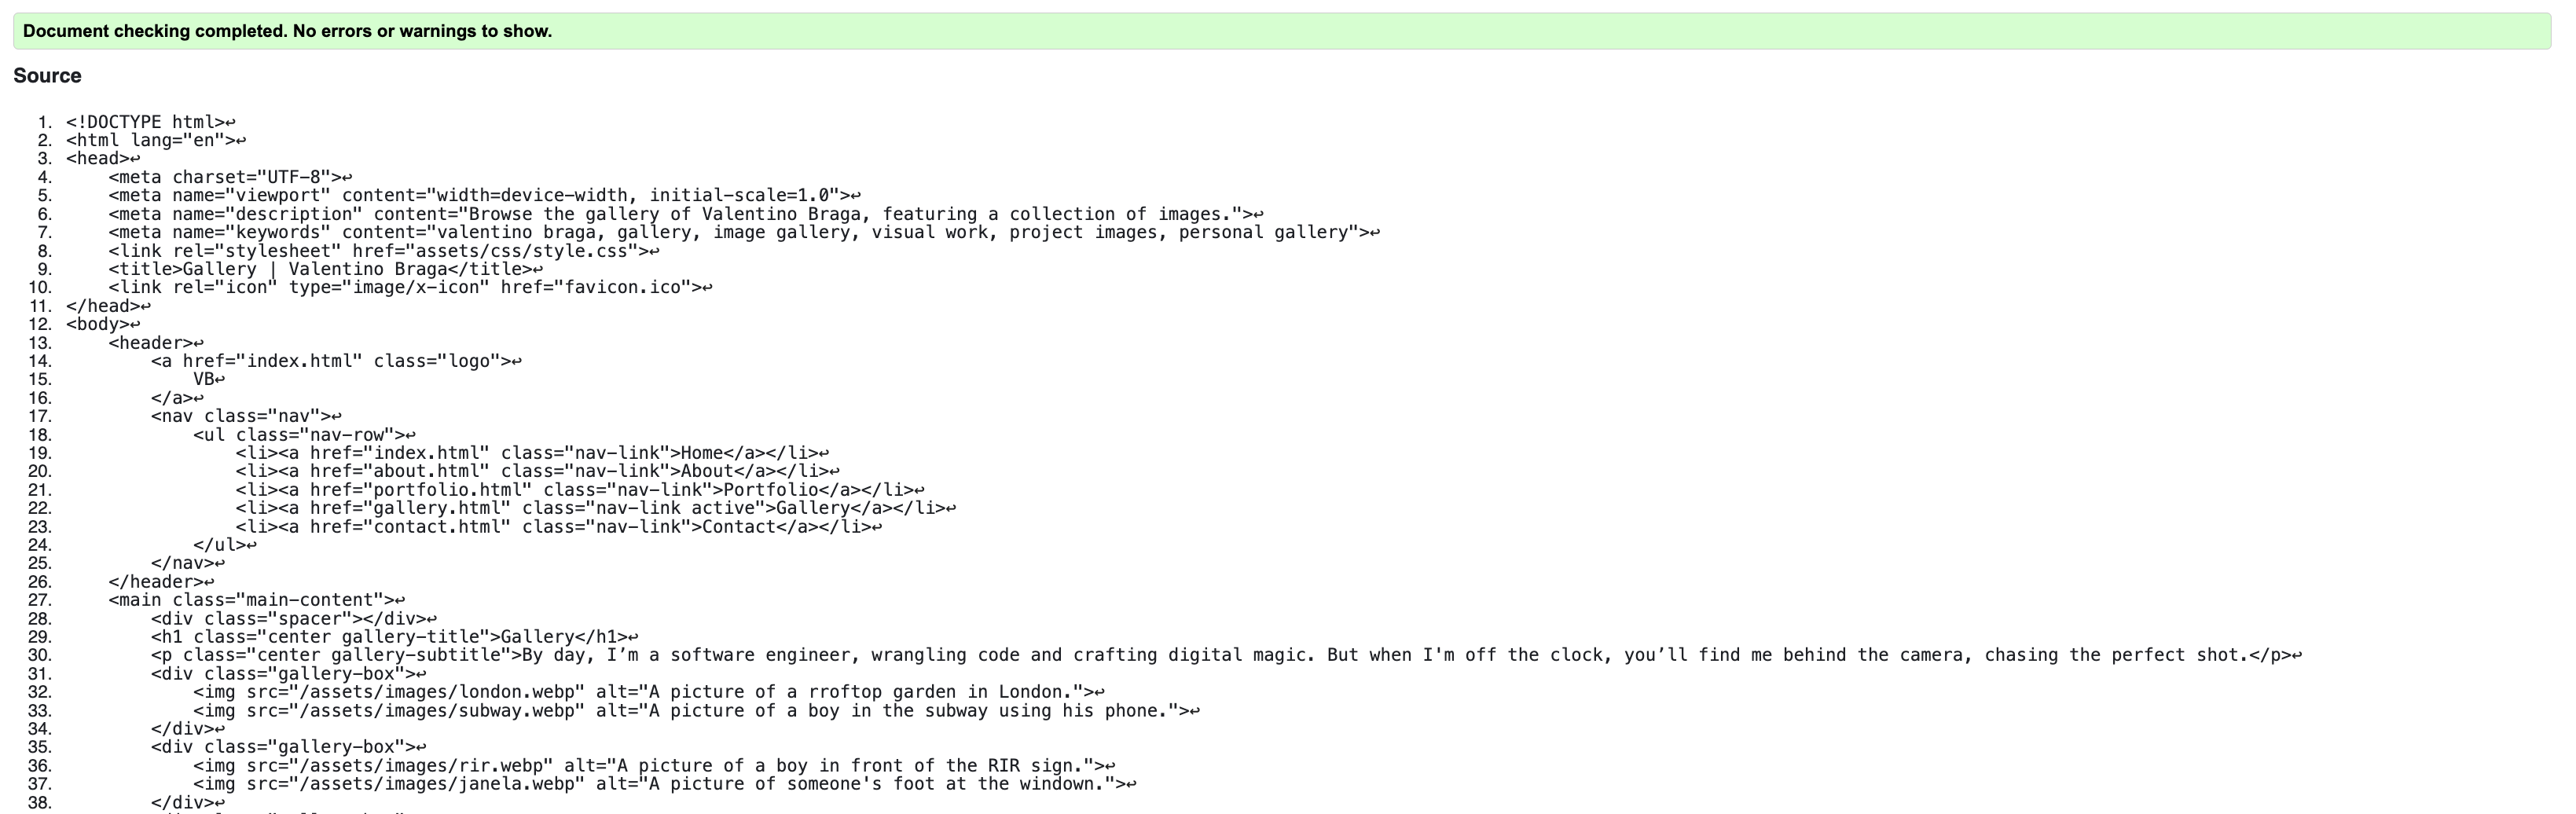 Document checking completed. No errors or warnings to show.
Source
1. <!DOCTYPE html>↩
2. <html lang="en">↩
3. <head>↩
4.     <meta charset="UTF-8">↩
5.     <meta name="viewport" content="width=device-width, initial-scale=1.0">↩
6.     <meta name="description" content="Browse the gallery of Valentino Braga, featuring a collection of images.">↩
7.     <meta name="keywords" content="valentino braga, gallery, image gallery, visual work, project images, personal gallery">↩
8.     <link rel="stylesheet" href="assets/css/style.css">↩
9.     <title>Gallery | Valentino Braga</title>↩
10.     <link rel="icon" type="image/x-icon" href="favicon.ico">↩
11. </head>↩
12. <body>↩
13.     <header>↩
14.         <a href="index.html" class="logo">↩
15.             VB↩
16.         </a>↩
17.         <nav class="nav">↩
18.             <ul class="nav-row">↩
19.                 <li><a href="index.html" class="nav-link">Home</a></li>↩
20.                 <li><a href="about.html" class="nav-link">About</a></li>↩
21.                 <li><a href="portfolio.html" class="nav-link">Portfolio</a></li>↩
22.                 <li><a href="gallery.html" class="nav-link active">Gallery</a></li>↩
23.                 <li><a href="contact.html" class="nav-link">Contact</a></li>↩
24.             </ul>↩
25.         </nav>↩
26.     </header>↩
27.     <main class="main-content">↩
28.         <div class="spacer"></div>↩
29.         <h1 class="center gallery-title">Gallery</h1>↩
30.         <p class="center gallery-subtitle">By day, I’m a software engineer, wrangling code and crafting digital magic. But when I'm off the clock, you’ll find me behind the camera, chasing the perfect shot.</p>↩
31.         <div class="gallery-box">↩
32.             <img src="/assets/images/london.webp" alt="A picture of a rroftop garden in London.">↩
33.             <img src="/assets/images/subway.webp" alt="A picture of a boy in the subway using his phone.">↩
34.         </div>↩
35.         <div class="gallery-box">↩
36.             <img src="/assets/images/rir.webp" alt="A picture of a boy in front of the RIR sign.">↩
37.             <img src="/assets/images/janela.webp" alt="A picture of someone's foot at the windown.">↩
38.         </div>↩